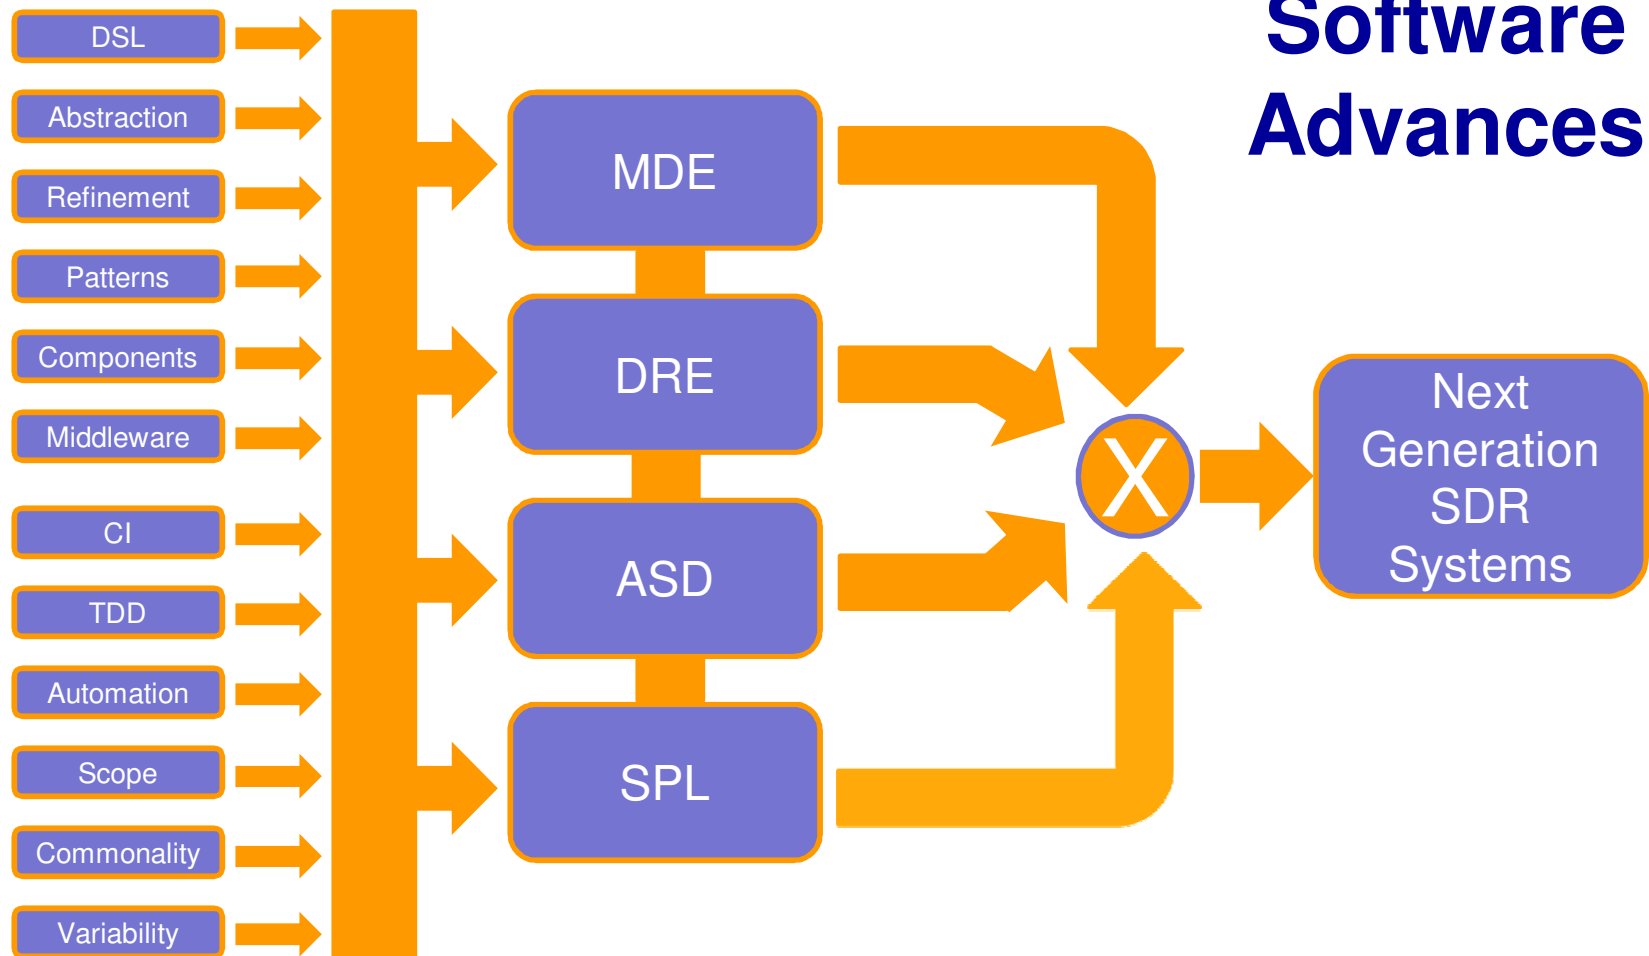 Software
Advances
DSL
Abstraction
Refinement
Patterns
Components
Middleware
CI
TDD
Automation
Scope
Commonality
Variability
MDE
DRE
ASD
SPL
X
Next
Generation
SDR
Systems